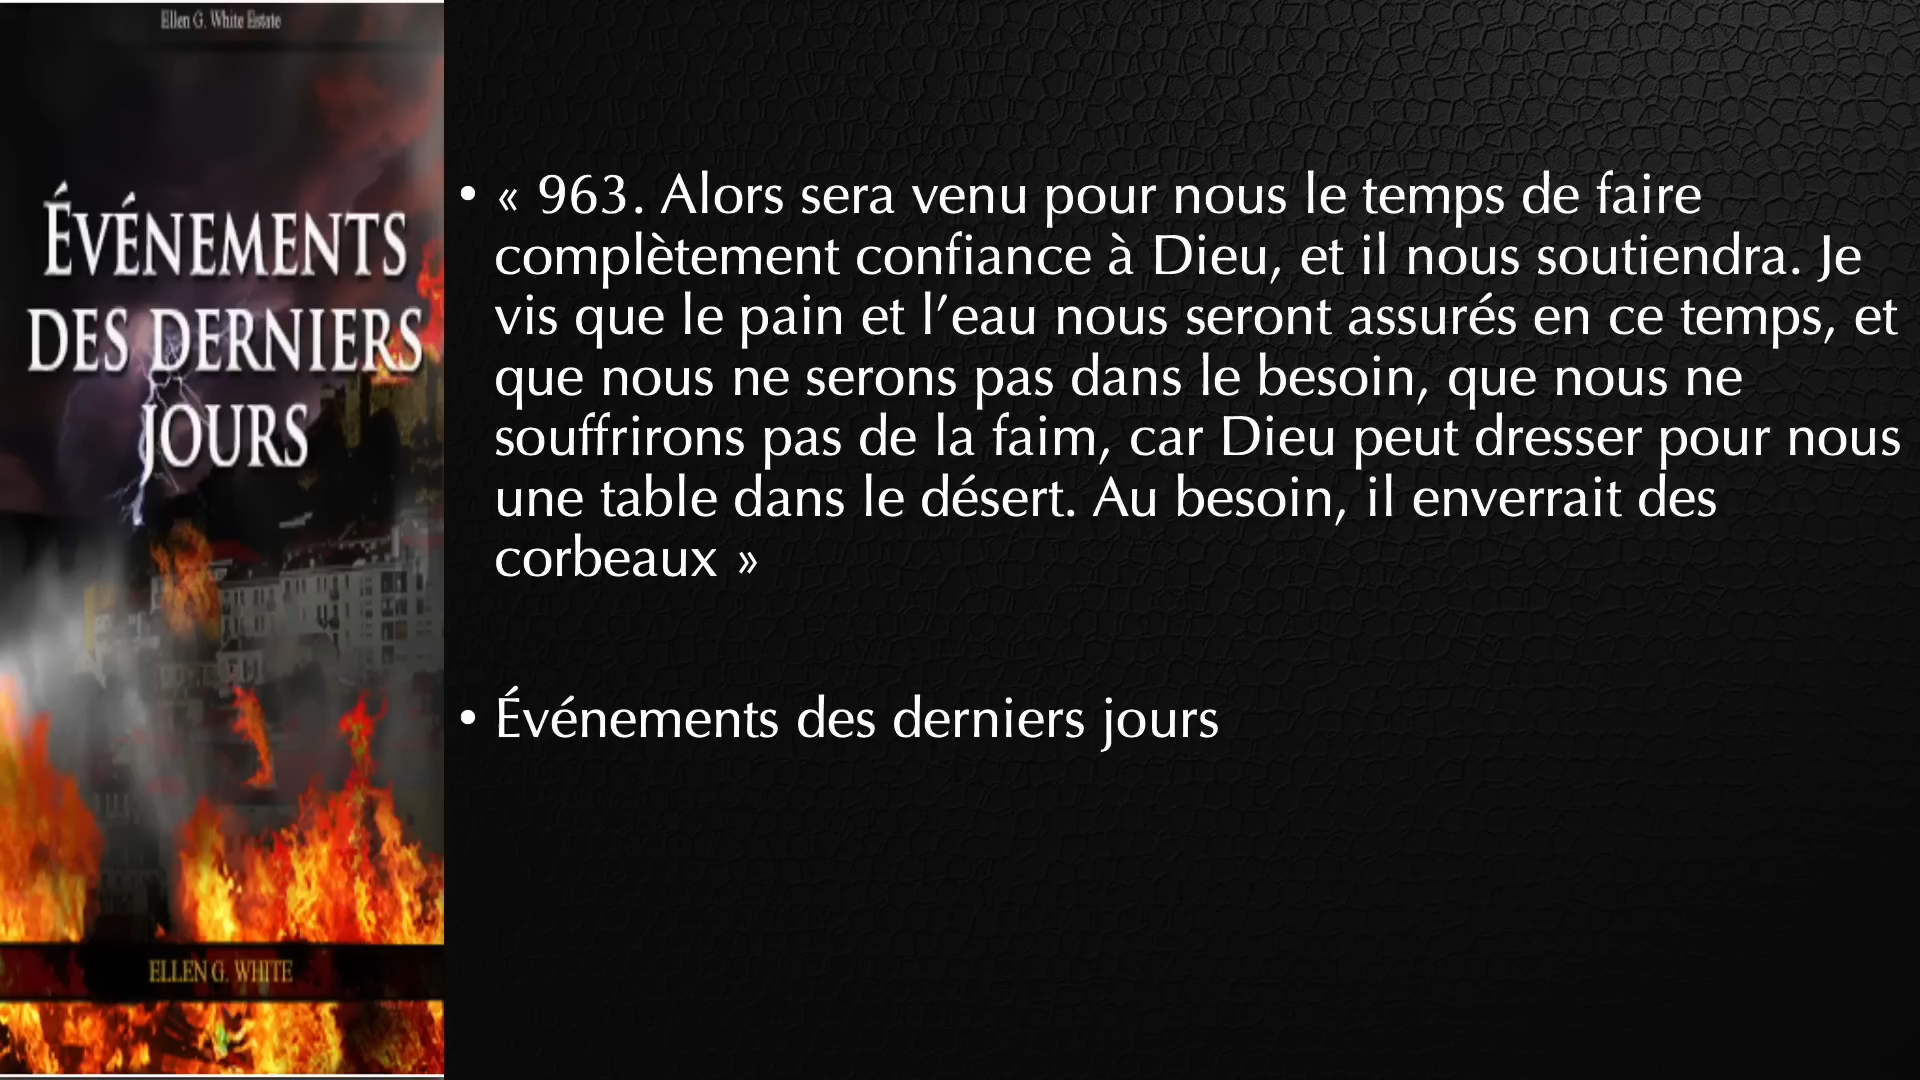 Ellen G. White Estate
ÉVÉNEMENTS
DES DERNIERS
JOURS
ELLEN G. WHITE
• « 963. Alors sera venu pour nous le temps de faire
complètement confiance à Dieu, et il nous soutiendra. Je
vis que le pain et l’eau nous seront assurés en ce temps, et
que nous ne serons pas dans le besoin, que nous ne
souffrirons pas de la faim, car Dieu peut dresser pour nous
une table dans le désert. Au besoin, il enverrait des
corbeaux »
• Événements des derniers jours